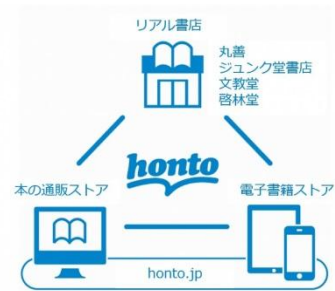 リアル書店
丸善
ジュンク堂書店
文教堂
啓林堂
honto
本の通販ストア
電子書籍ストア
honto.jp